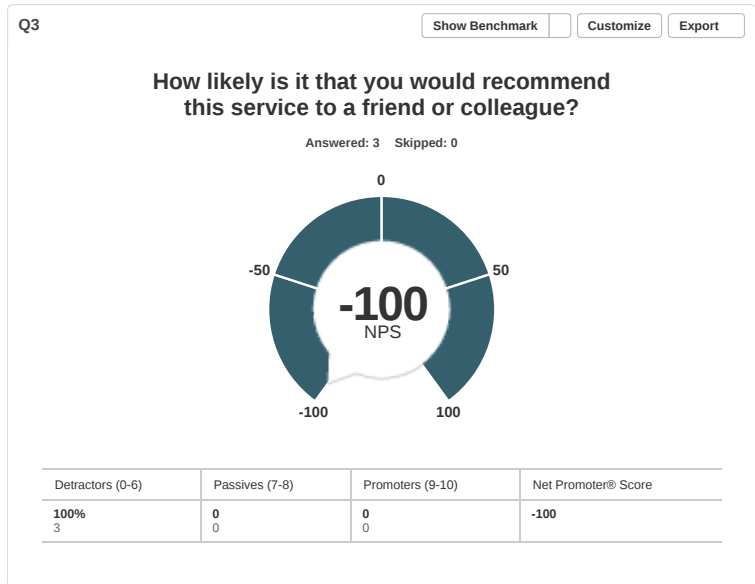 Q3
Show Benchmark
Customize
Export
How likely is it that you would recommend
this service to a friend or colleague?
Answered: 3 Skipped: 0
0
-50
50
-100
NPS
-100
100
Detractors (0-6) Passives (7-8) Promoters (9-10) Net Promoter® Score
100% 0 0 -100
3 0 0